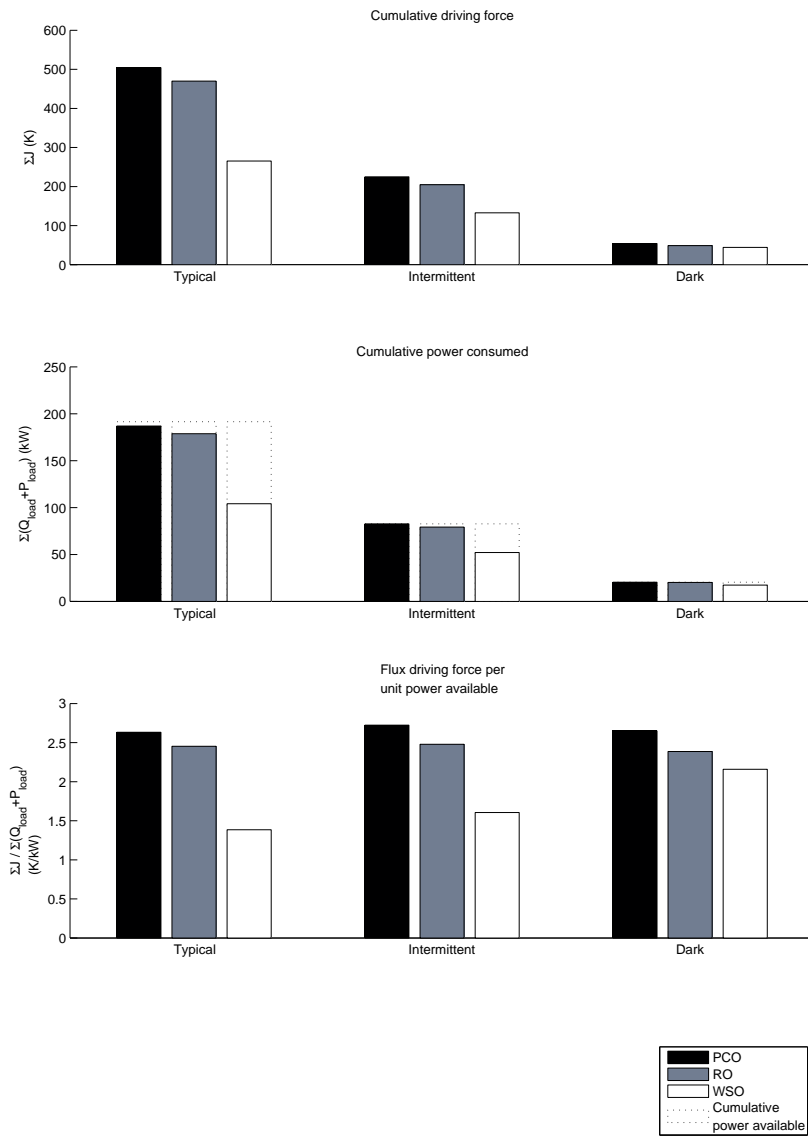 Cumulative driving force
600
500
400
300
200
100
0
ΣJ (K)
Typical
Intermittent
Dark
Cumulative power consumed
250
200
150
100
50
0
Σ(Q_load+P_load) (kW)
Typical
Intermittent
Dark
Flux driving force per
unit power available
3
2.5
2
1.5
1
0.5
0
ΣJ / Σ(Q_load+P_load)
(K/kW)
Typical
Intermittent
Dark
PCO
RO
WSO
Cumulative
power available